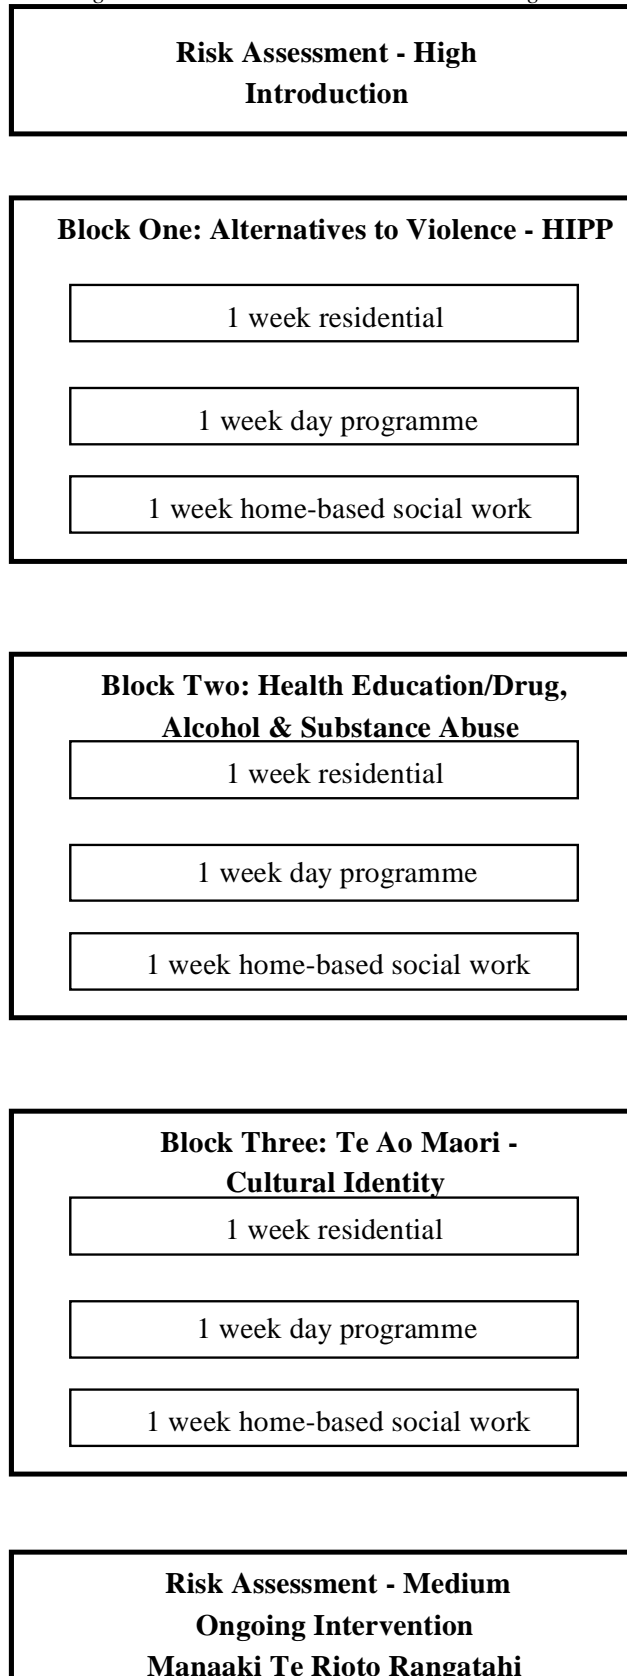 Risk Assessment - High
Introduction
Block One: Alternatives to Violence - HIPP
1 week residential
1 week day programme
1 week home-based social work
Block Two: Health Education/Drug,
Alcohol & Substance Abuse
1 week residential
1 week day programme
1 week home-based social work
Block Three: Te Ao Maori -
Cultural Identity
1 week residential
1 week day programme
1 week home-based social work
Risk Assessment - Medium
Ongoing Intervention
Manaaki Te Rioto Rangatahi